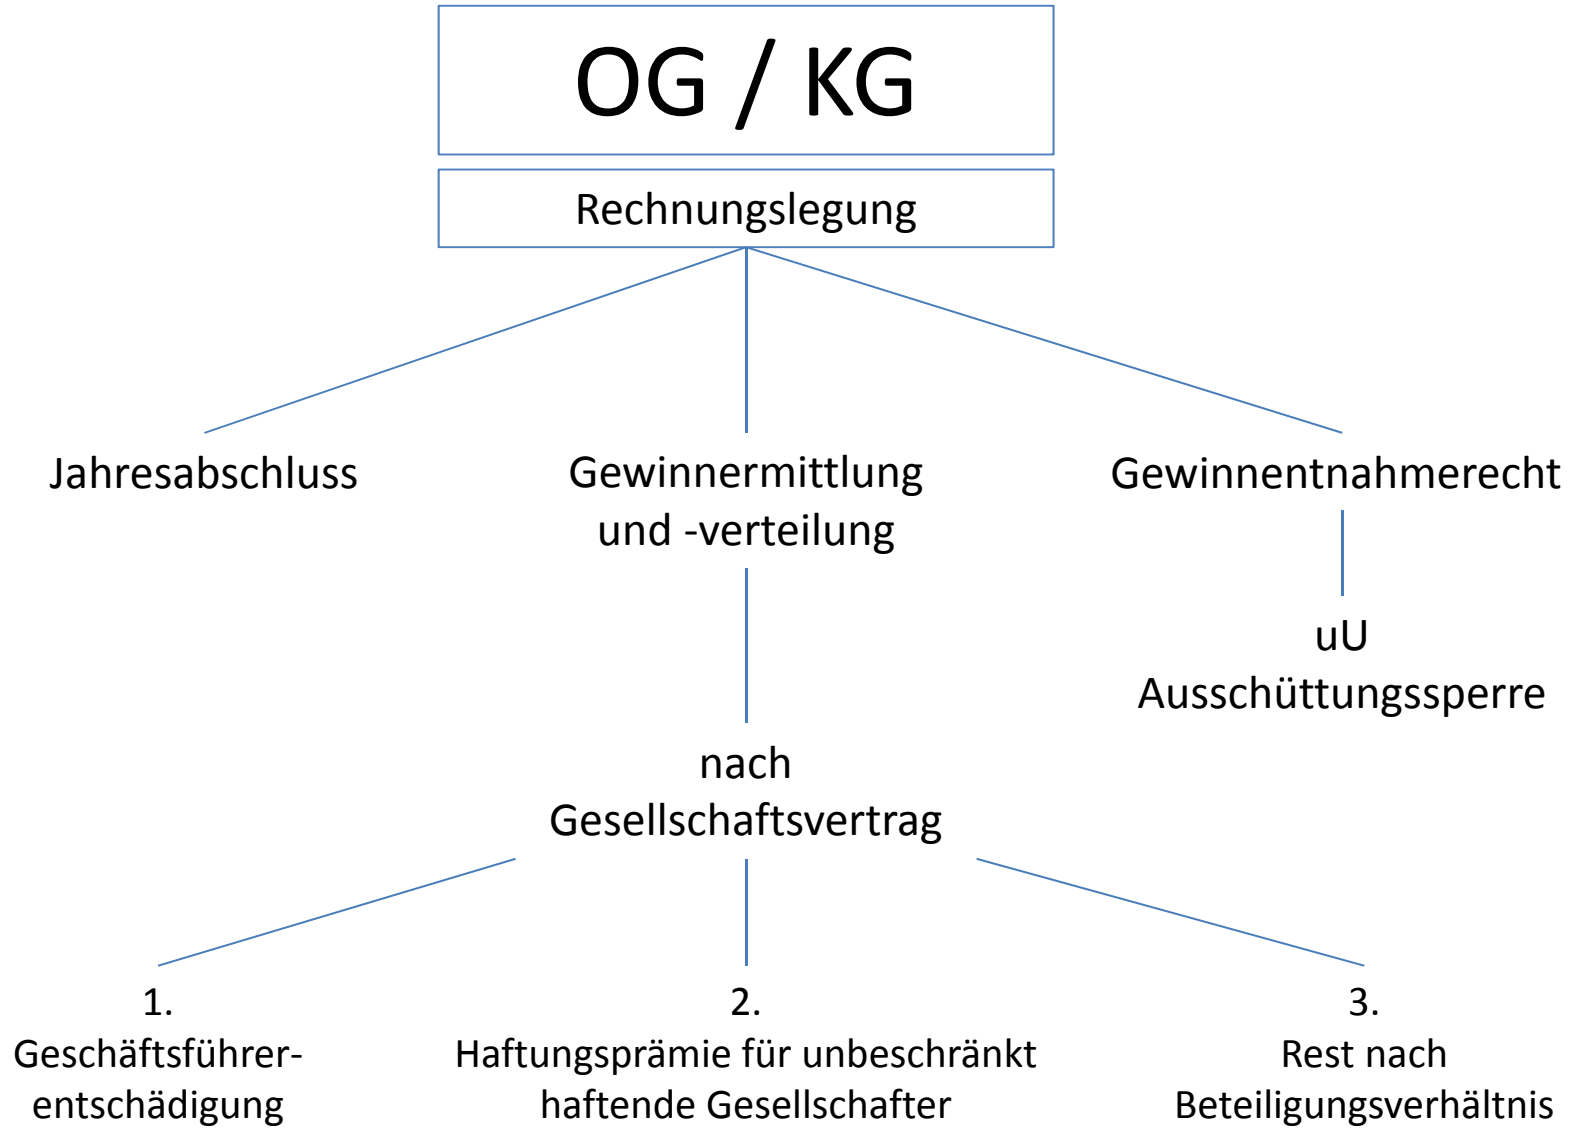 OG / KG
Rechnungslegung
Jahresabschluss
Gewinnermittlung
und -verteilung
Gewinnentnahmerecht
uU
Ausschüttungssperre
nach
Gesellschaftsvertrag
1.
Geschäftsführer-
entschädigung
2.
Haftungsprämie für unbeschränkt
haftende Gesellschafter
3.
Rest nach
Beteiligungsverhältnis